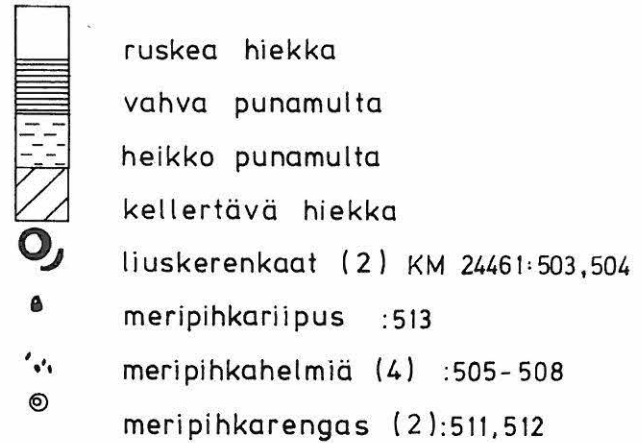 ruskea hiekka
vahva punamulta
heikko punamulta
kellertävä hiekka
liuskerenkaat (2) KM 24461:503,504
meripihkariipus :513
meripihkahelmiä (4) :505-508
meripihkarengas (2):511,512